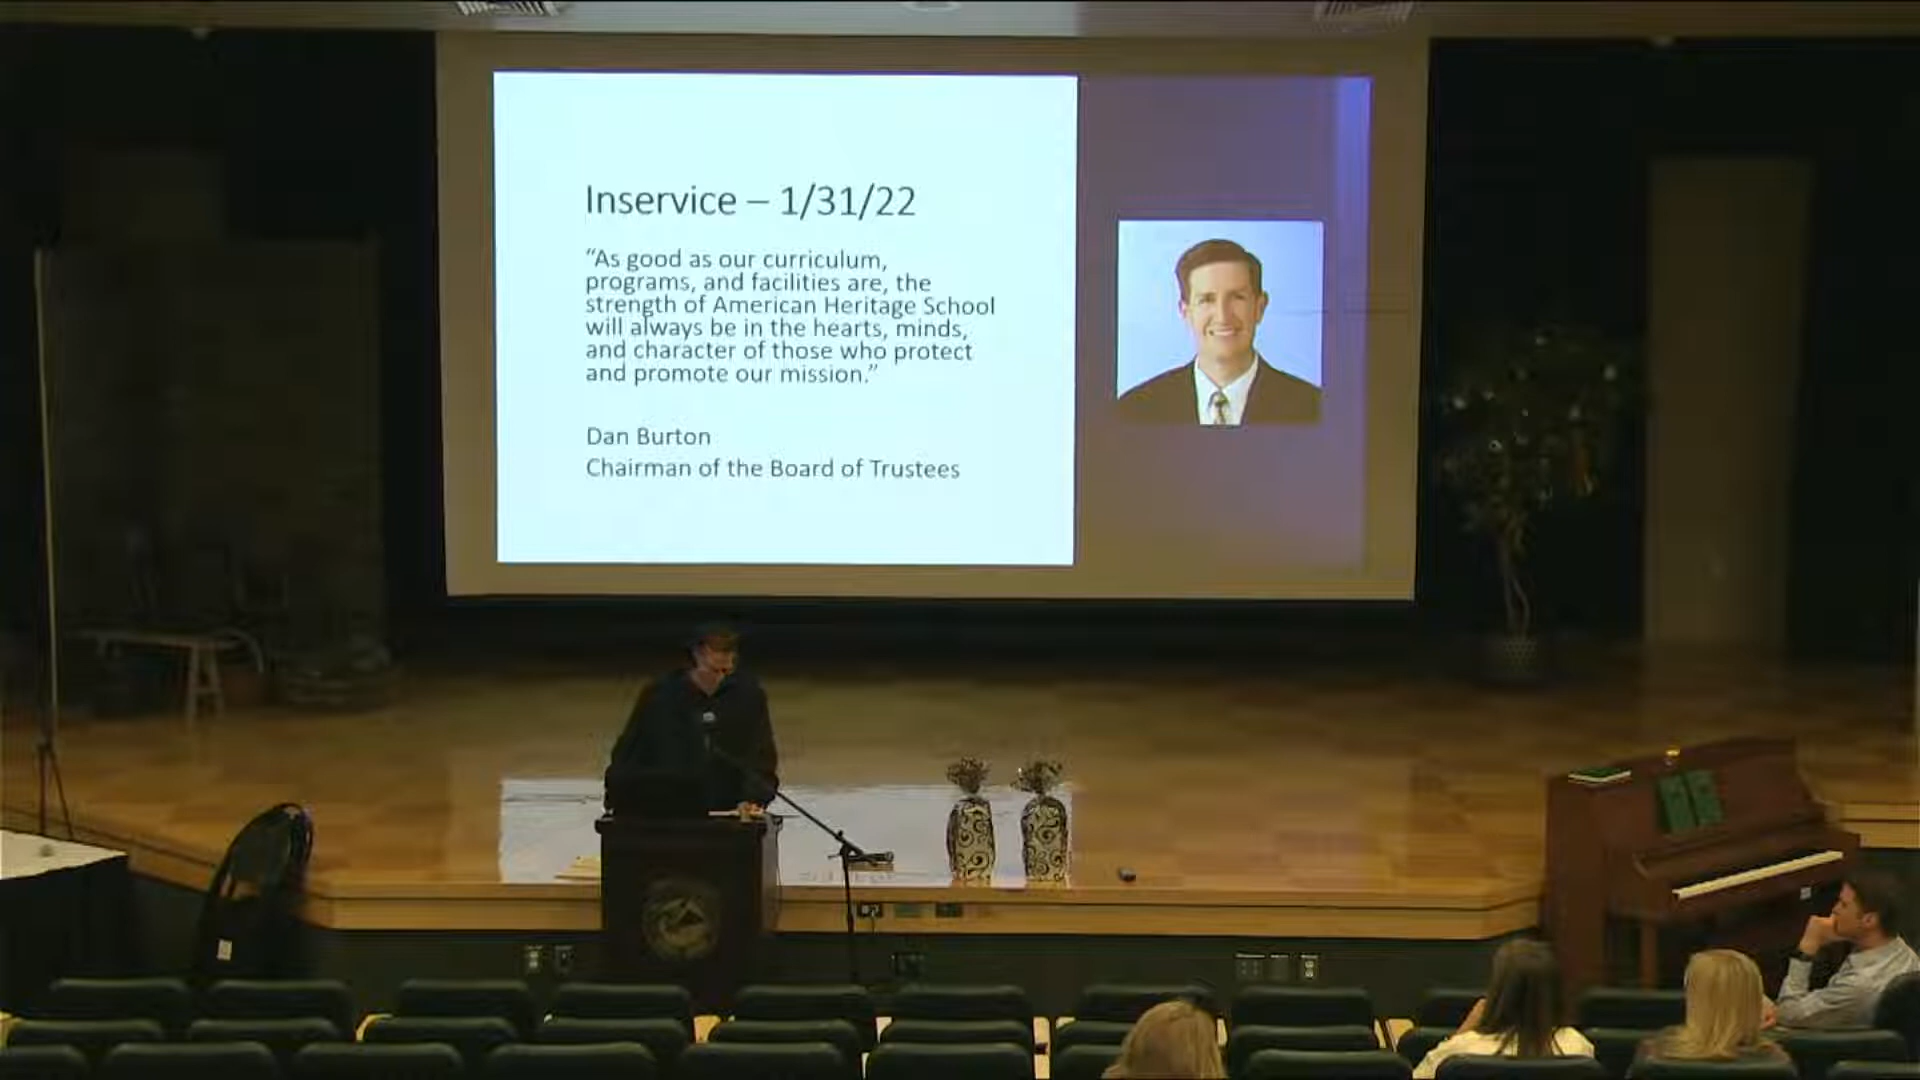 Inservice – 1/31/22
“As good as our curriculum,
programs, and facilities are, the
strength of American Heritage School
will always be in the hearts, minds,
and character of those who protect
and promote our mission.”
Dan Burton
Chairman of the Board of Trustees